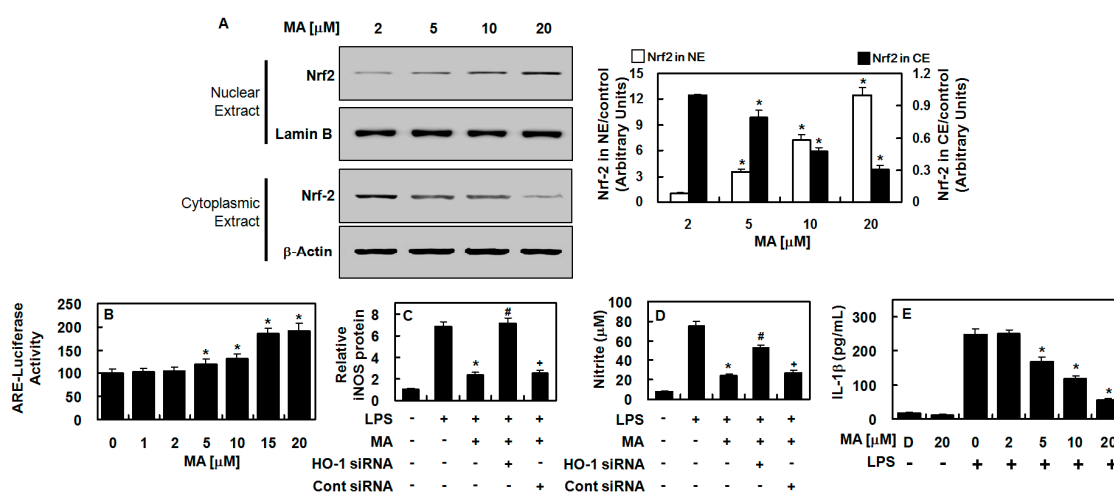 A MA [μM] 2 5 10 20
Nrf2
Nuclear
Extract
Lamin B
Nrf-2
Cytoplasmic
Extract
β-Actin
Nrf2 in NE Nrf2 in CE
Nrf-2 in NE/control
(Arbitrary Units)
15 12 9 6 3 0
* * * * * *
1.2 0.9 0.6 0.3 0
Nrf-2 in CE/control
(Arbitrary Units)
2 5 10 20
MA [μM]
B
ARE-Luciferase
Activity
250 200 150 100 50 0
* * * *
0 1 2 5 10 15 20
MA [μM]
C
Relative
iNOS protein
8 6 4 2 0
* # +
LPS - + + + +
MA - - + + +
HO-1 siRNA - - - + -
Cont siRNA - - - - +
D
Nitrite (μM)
100 80 60 40 20 0
* # +
LPS - + + + +
MA - - + + +
HO-1 siRNA - - - + -
Cont siRNA - - - - +
E
IL-1β (pg/mL)
300 200 100 0
* * *
MA [μM] D 20 0 2 5 10 20
LPS - - + + + + +